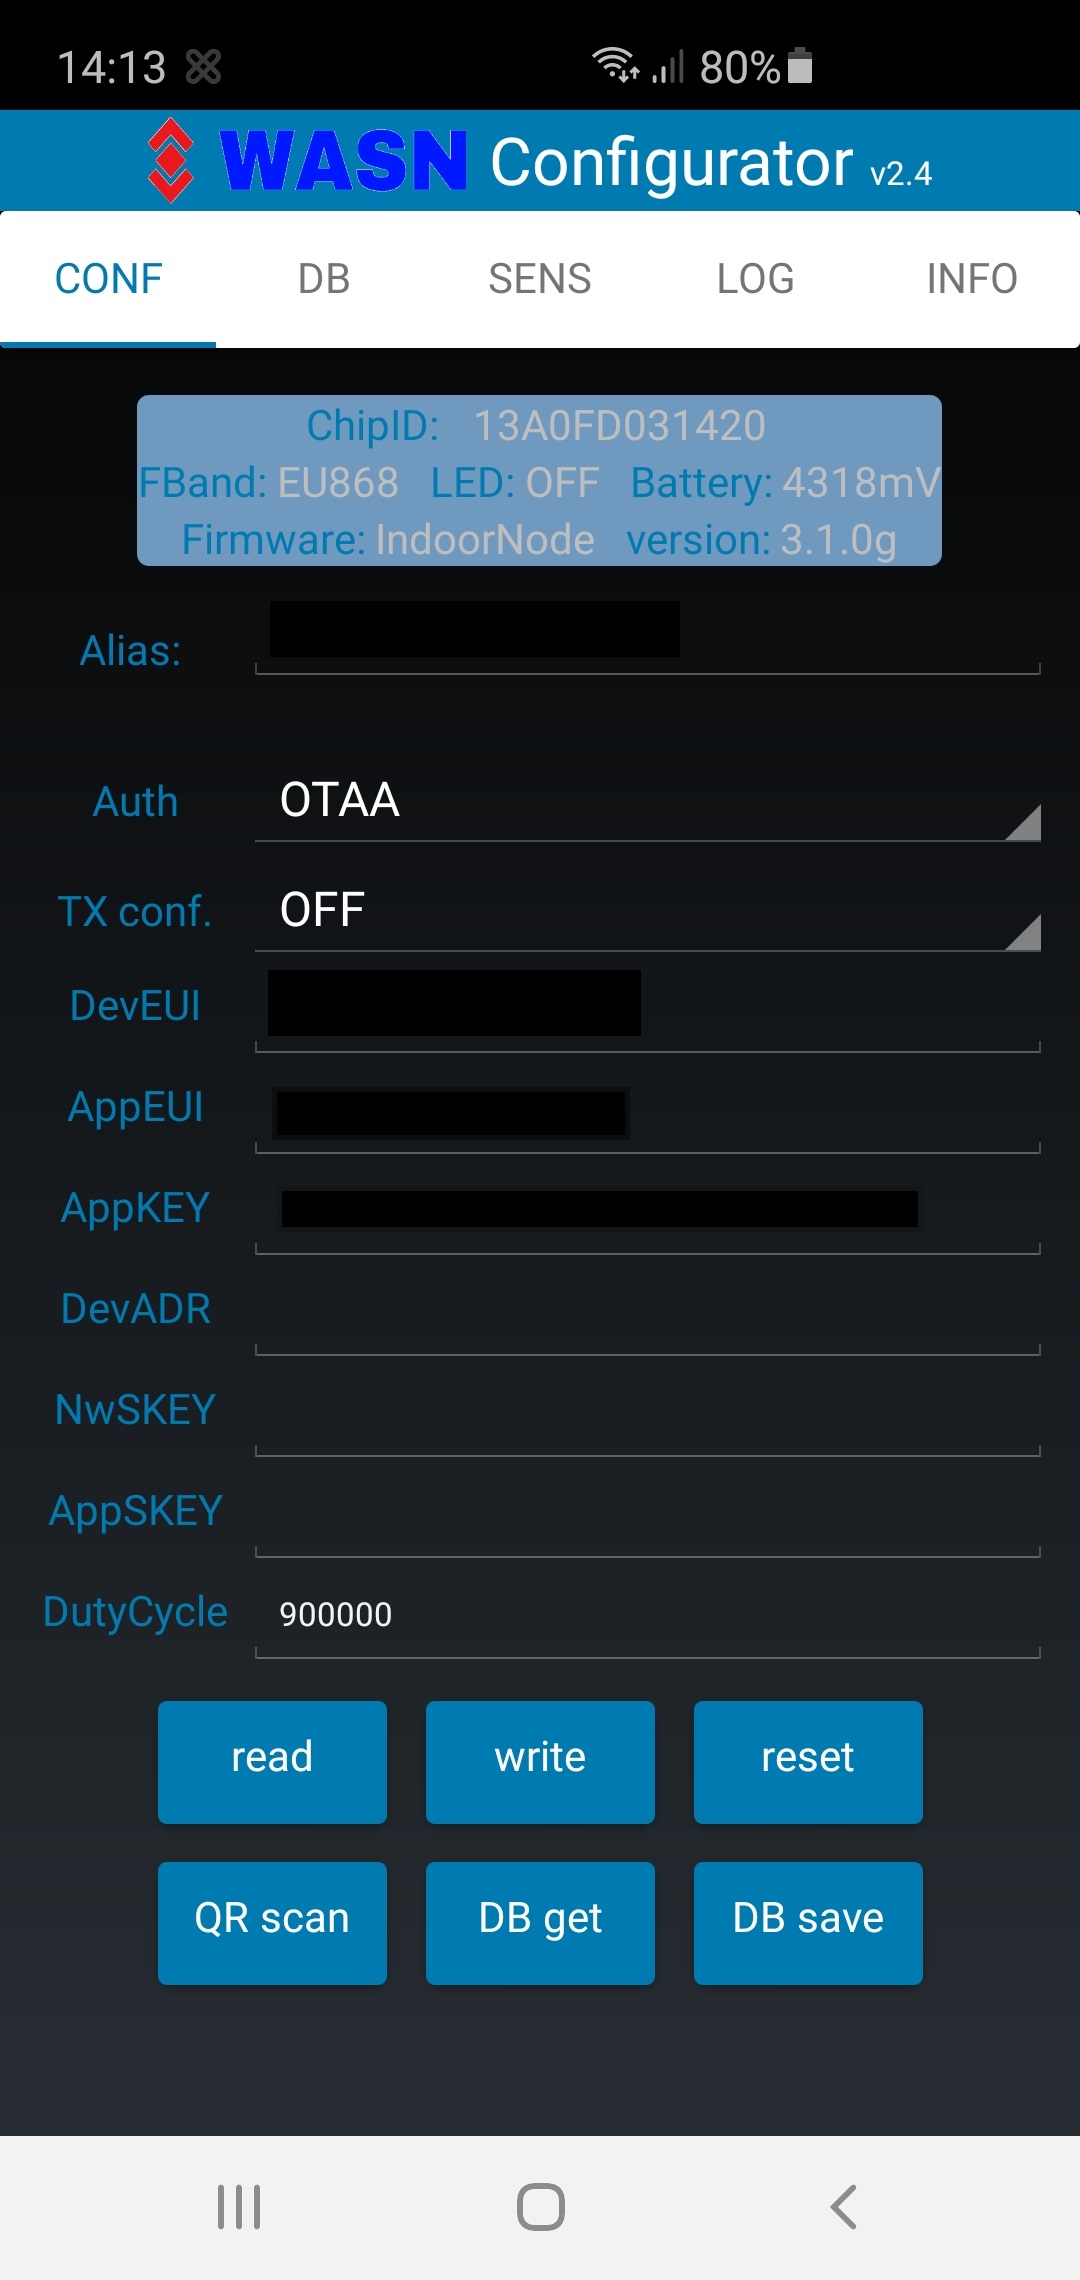 14:13 80%
WASN Configurator v2.4
CONF DB SENS LOG INFO
ChipID: 13A0FD031420
FBand: EU868 LED: OFF Battery: 4318mV
Firmware: IndoorNode version: 3.1.0g
Alias:
Auth OTAA
TX conf. OFF
DevEUI
AppEUI
AppKEY
DevADR
NwSKEY
AppSKEY
DutyCycle 900000
read write reset
QR scan DB get DB save